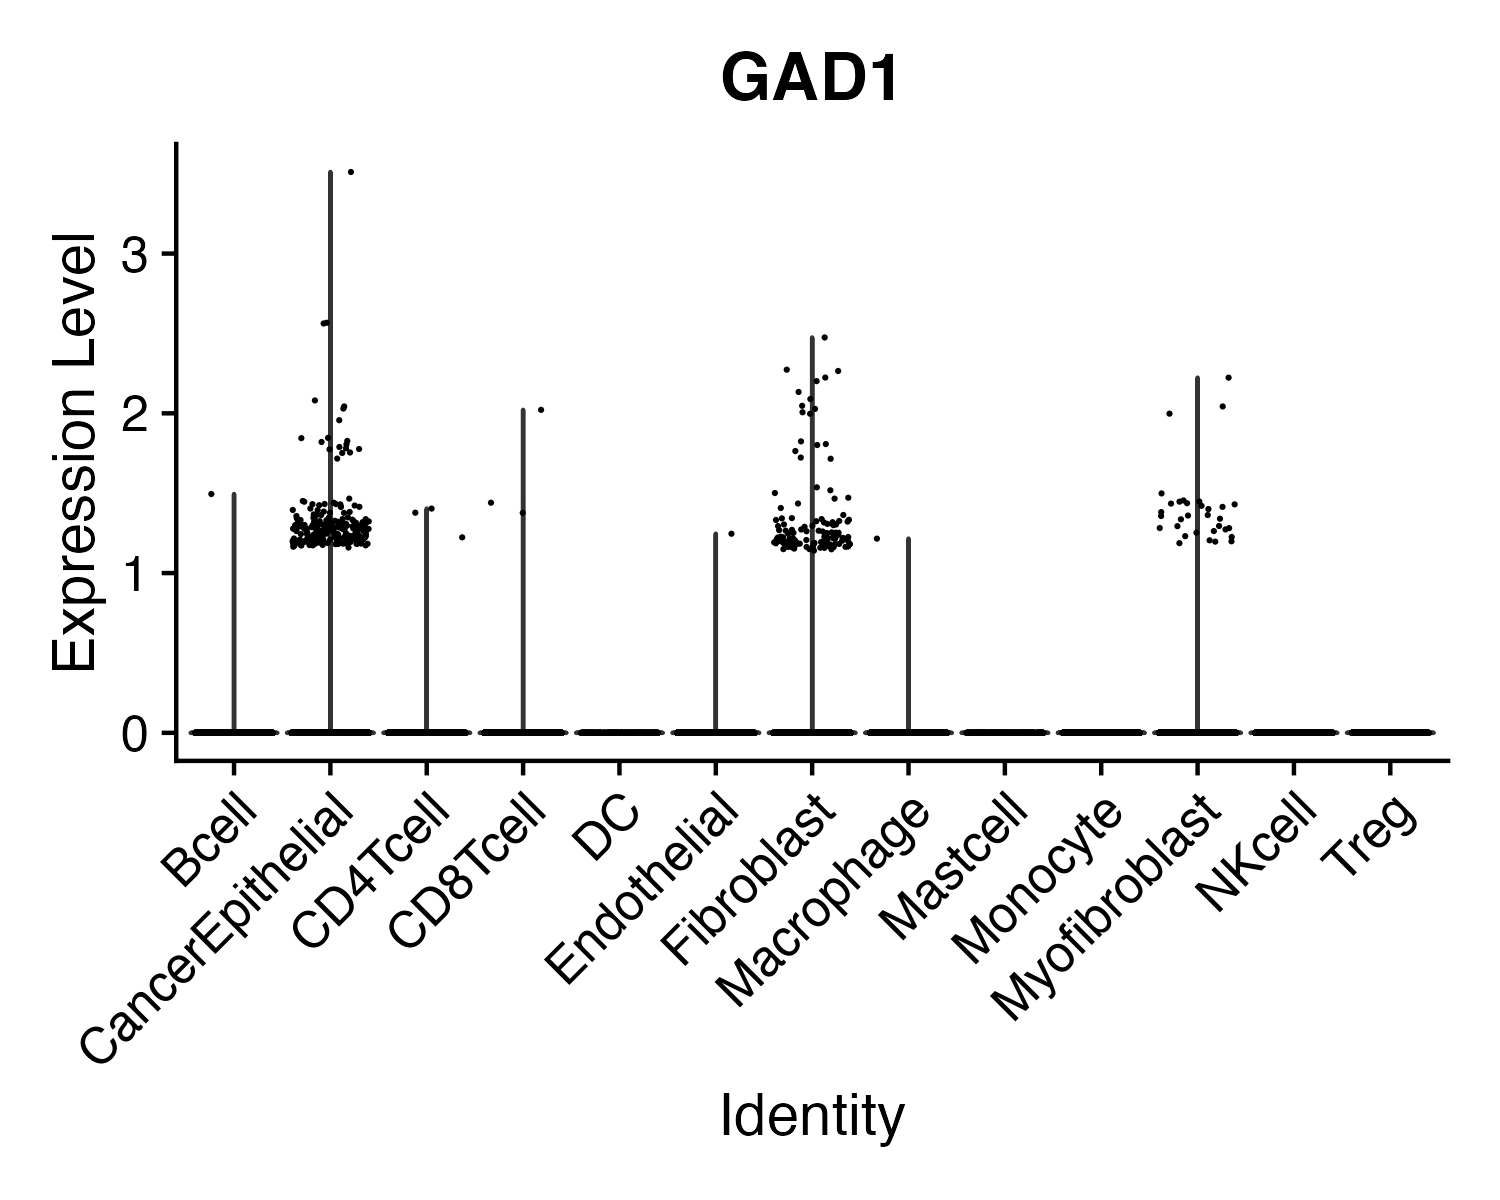 GAD1
Expression Level
3
2
1
0
Bcell
CancerEpithelial
CD4Tcell
CD8Tcell
DC
Endothelial
Fibroblast
Macrophage
Mastcell
Monocyte
Myofibroblast
NKcell
Treg
Identity